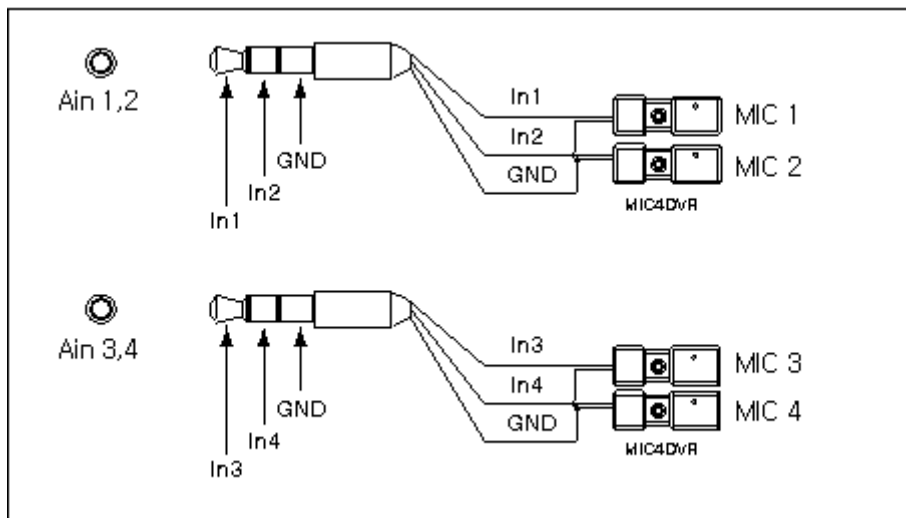 Ain 1,2
In1
In2
GND
In1
In2
GND
MIC 1
MIC 2
MIC4DVR
Ain 3,4
In3
In4
GND
In3
In4
GND
MIC 3
MIC 4
MIC4DVR